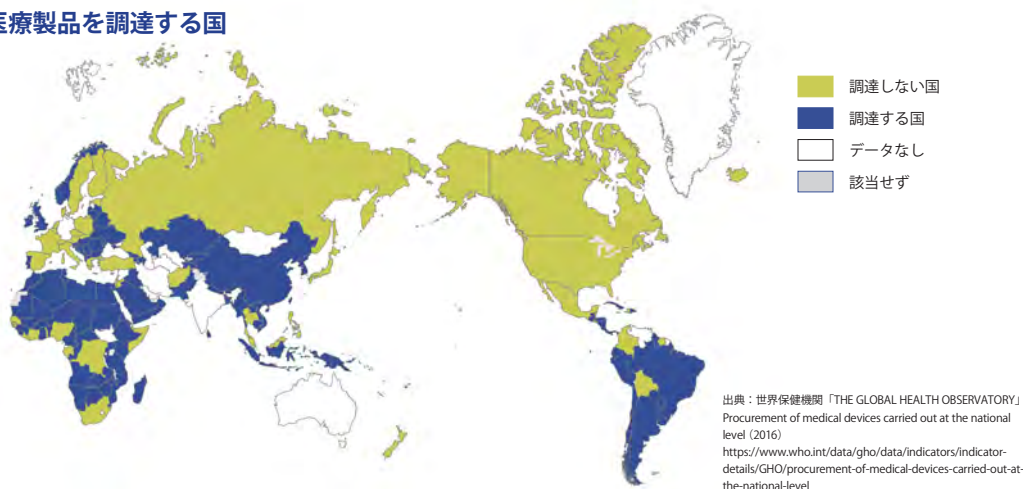 医療製品を調達する国
調達しない国
調達する国
データなし
該当せず
出典：世界保健機関「THE GLOBAL HEALTH OBSERVATORY」
Procurement of medical devices carried out at the national
level (2016)
https://www.who.int/data/gho/data/indicators/indicator-
details/GHO/procurement-of-medical-devices-carried-out-at-
the-national-level